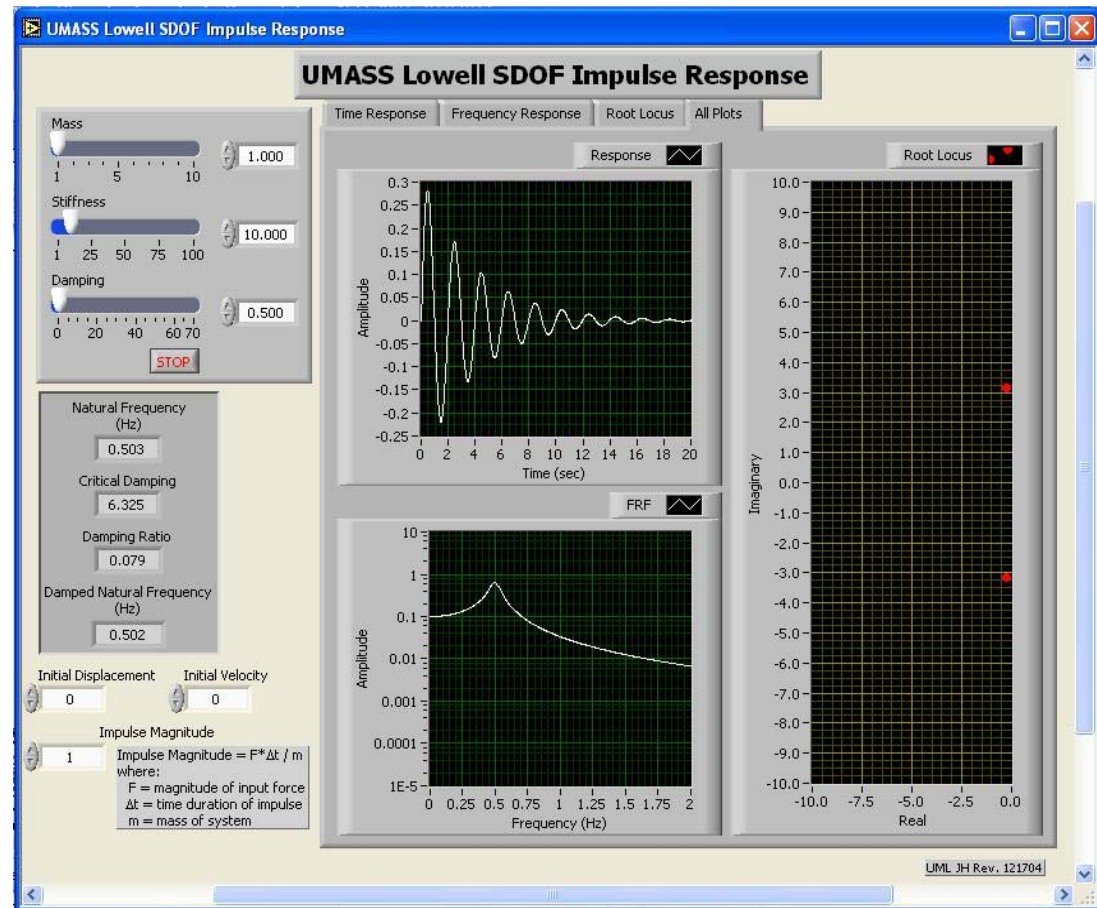 UMASS Lowell SDOF Impulse Response
UMASS Lowell SDOF Impulse Response
Time Response Frequency Response Root Locus All Plots
Mass
1.000
1 5 10
Stiffness
10.000
1 25 50 75 100
Damping
0.500
0 20 40 60 70
STOP
Natural Frequency
(Hz)
0.503
Critical Damping
6.325
Damping Ratio
0.079
Damped Natural Frequency
(Hz)
0.502
Initial Displacement Initial Velocity
0 0
Impulse Magnitude
1
Impulse Magnitude = F*Δt / m
where:
F = magnitude of input force
Δt = time duration of impulse
m = mass of system
Response
Amplitude
0.3
0.25
0.2
0.15
0.1
0.05
0
-0.05
-0.1
-0.15
-0.2
-0.25
0 2 4 6 8 10 12 14 16 18 20
Time (sec)
FRF
Amplitude
10
1
0.1
0.01
0.001
0.0001
1E-5
0 0.25 0.5 0.75 1 1.25 1.5 1.75 2
Frequency (Hz)
Root Locus
Imaginary
10.0
9.0
8.0
7.0
6.0
5.0
4.0
3.0
2.0
1.0
0.0
-1.0
-2.0
-3.0
-4.0
-5.0
-6.0
-7.0
-8.0
-9.0
-10.0
-10.0 -7.5 -5.0 -2.5 0.0
Real
UML JH Rev. 121704